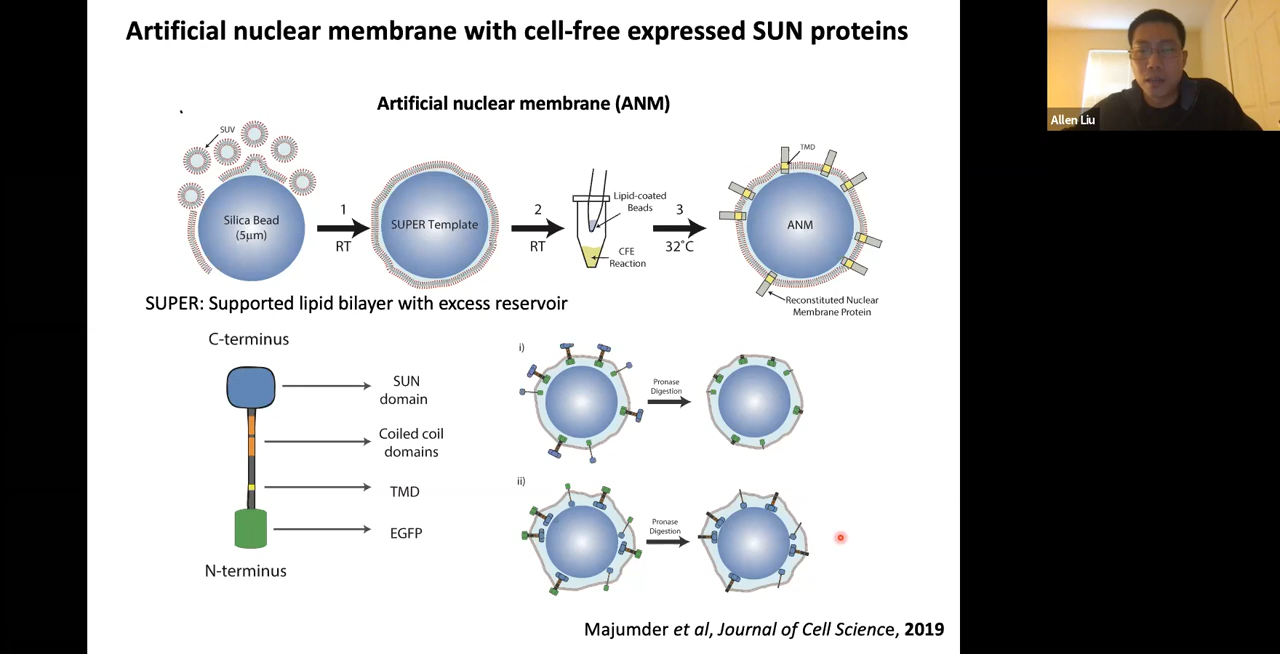 Artificial nuclear membrane with cell-free expressed SUN proteins
Allen Liu
Artificial nuclear membrane (ANM)
SUV
Silica Bead
(5μm)
1
RT
SUPER Template
2
RT
Lipid-coated
Beads
CFE
Reaction
3
32˚C
TMD
ANM
Reconstituted Nuclear
Membrane Protein
SUPER: Supported lipid bilayer with excess reservoir
C-terminus
SUN
domain
Coiled coil
domains
TMD
EGFP
N-terminus
i)
Pronase
Digestion
ii)
Pronase
Digestion
Majumder et al, Journal of Cell Science, 2019